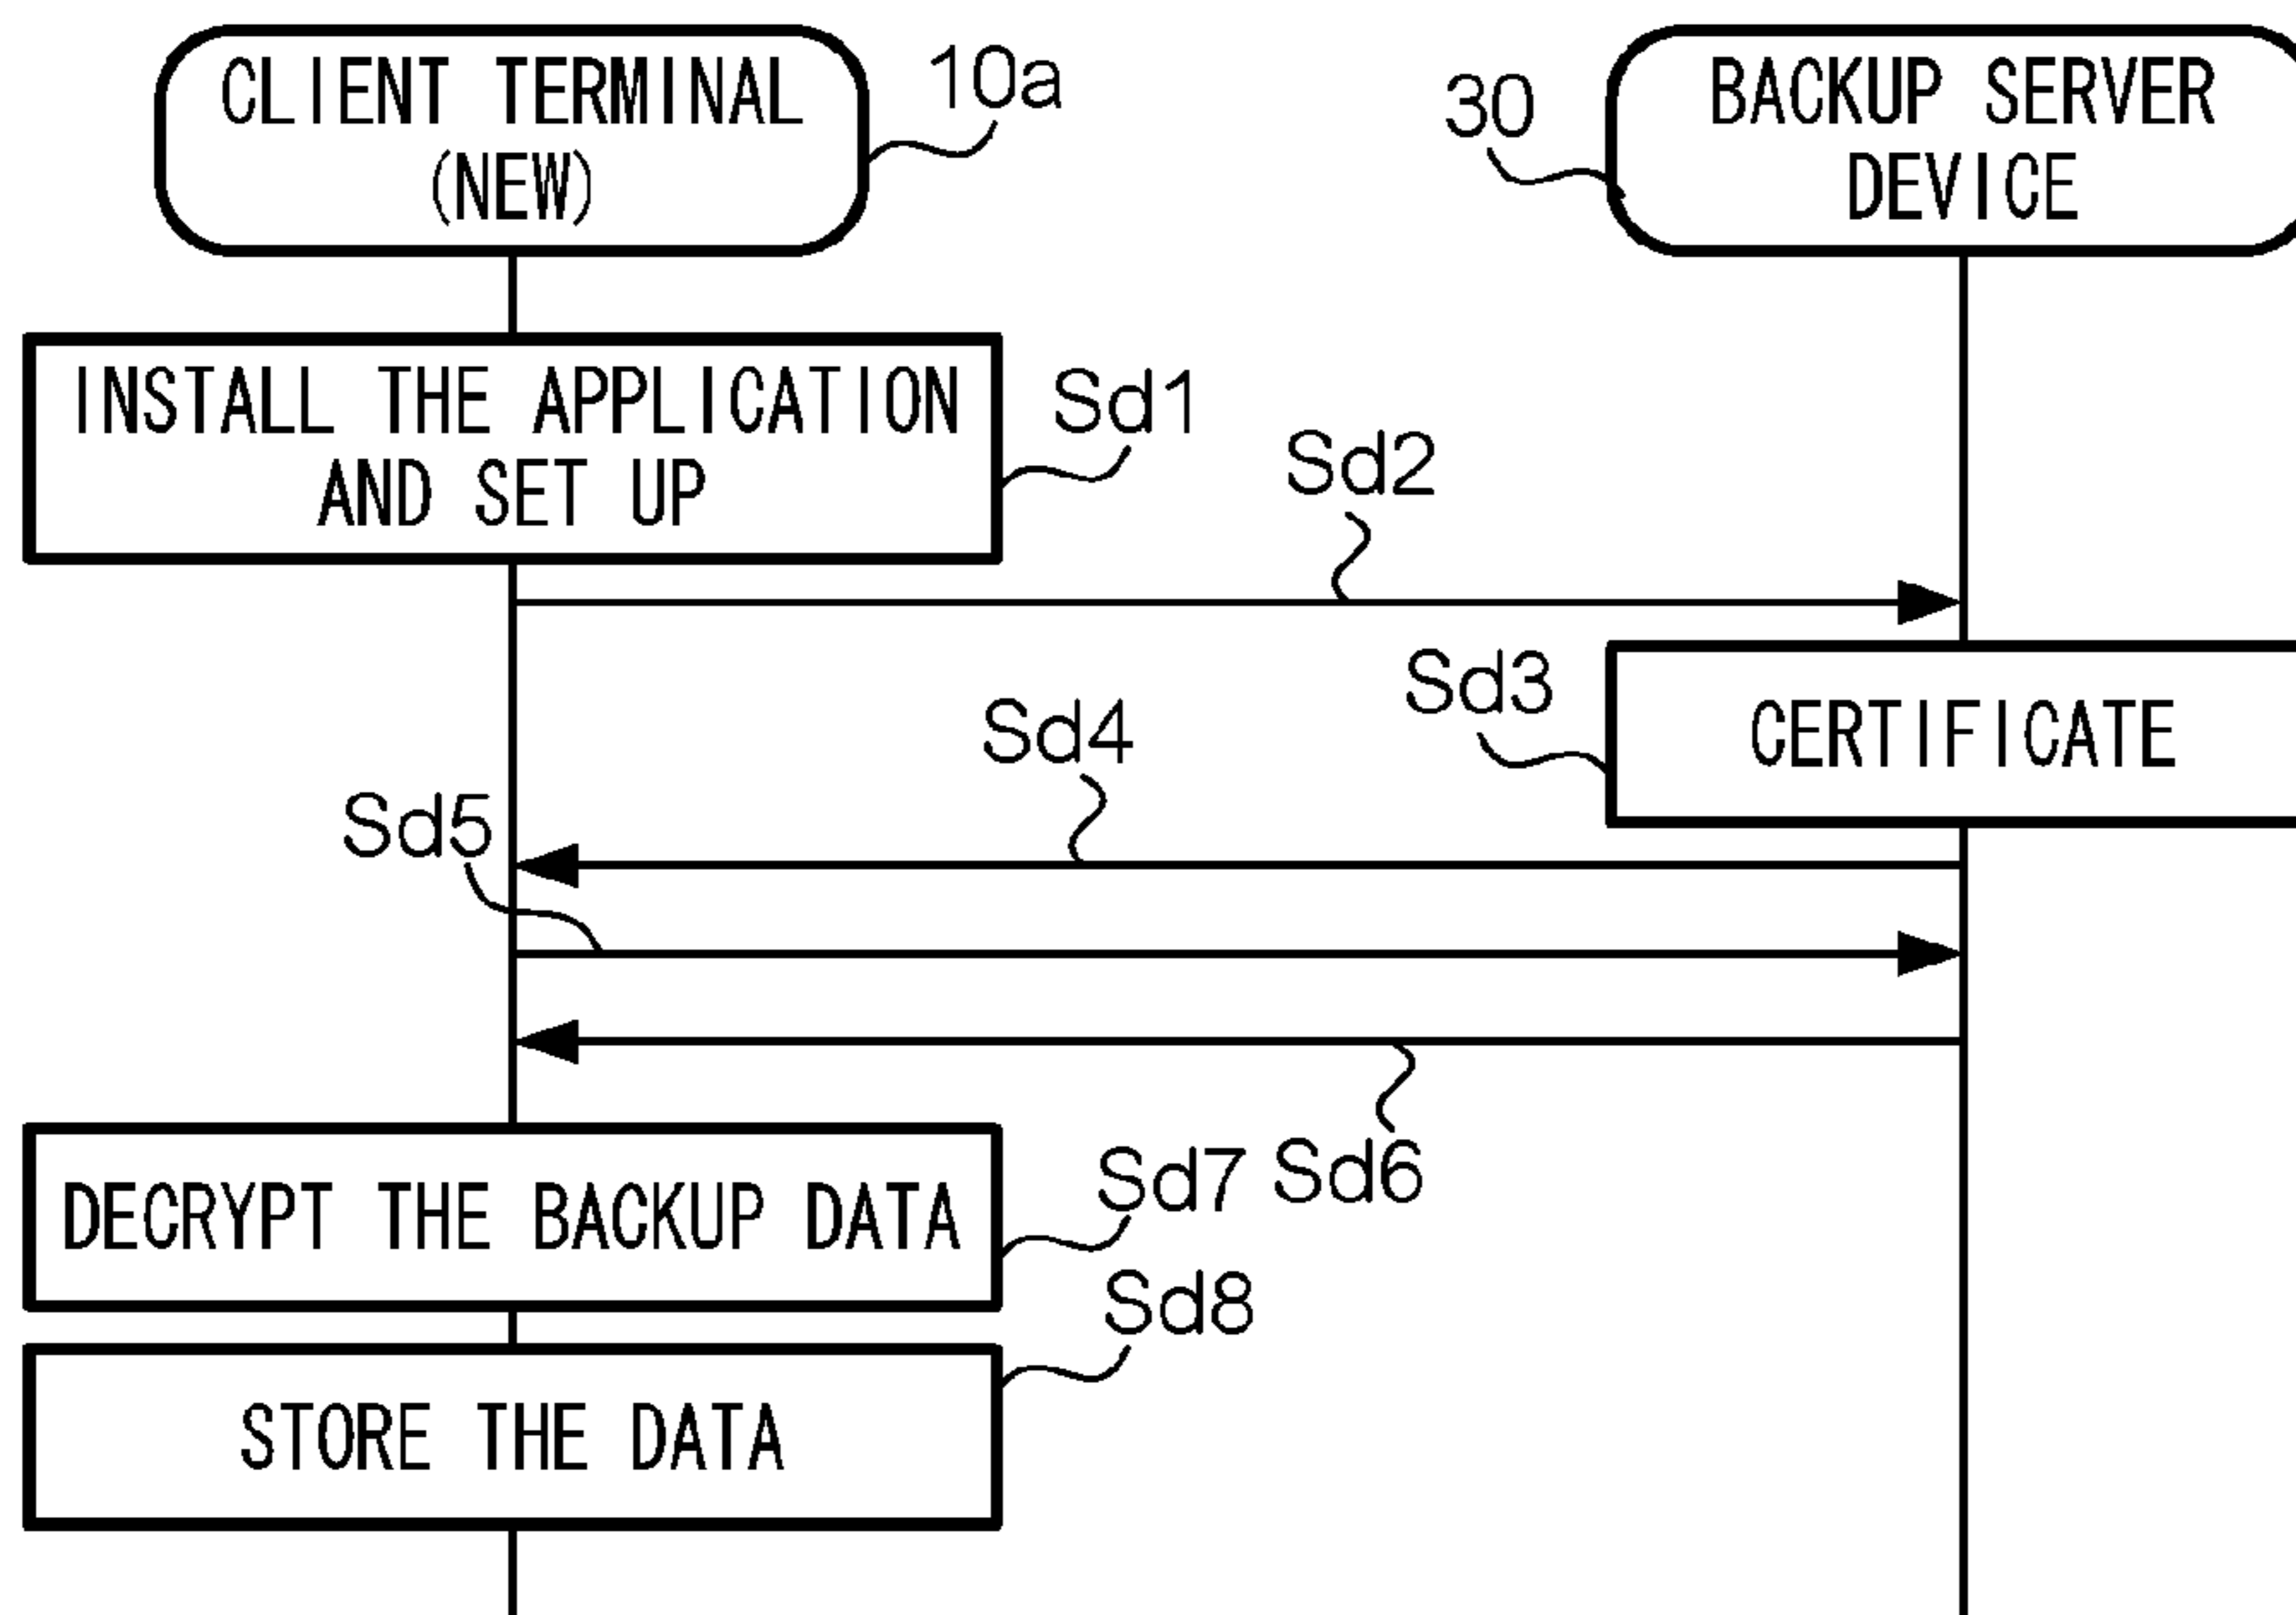 CLIENT TERMINAL
(NEW)
10a
30
BACKUP SERVER
DEVICE
INSTALL THE APPLICATION
AND SET UP
Sd1
Sd2
Sd3
CERTIFICATE
Sd4
Sd5
Sd6
DECRYPT THE BACKUP DATA
Sd7
STORE THE DATA
Sd8